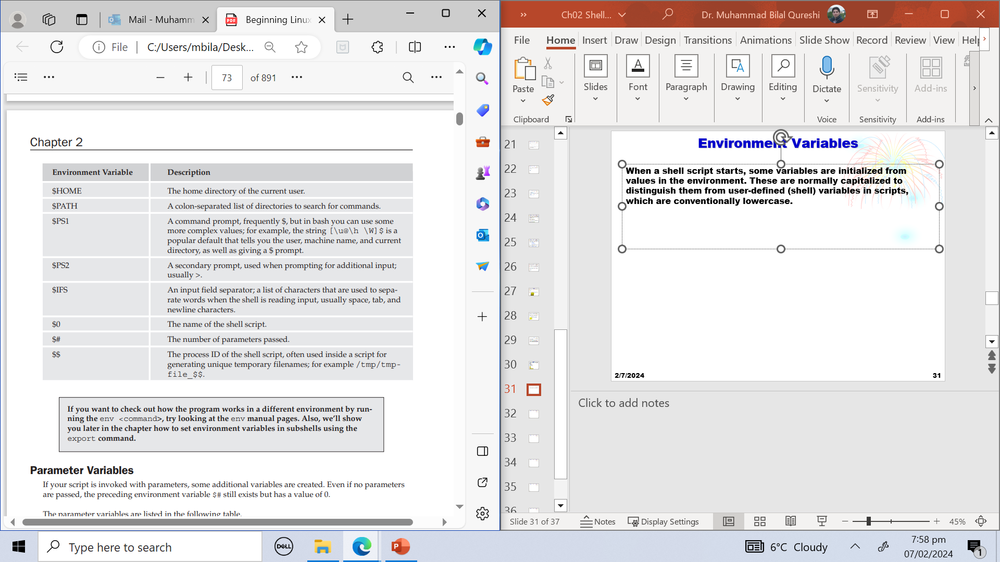 Mail - Muhamm
Beginning Linux
File
C:/Users/mbila/Desk...
73
of 891
Chapter 2
Environment Variable
Description
$HOME
The home directory of the current user.
$PATH
A colon-separated list of directories to search for commands.
$PS1
A command prompt, frequently $, but in bash you can use some
more complex values; for example, the string [\u@\h \W]$ is a
popular default that tells you the user, machine name, and current
directory, as well as giving a $ prompt.
$PS2
A secondary prompt, used when prompting for additional input;
usually >.
$IFS
An input field separator; a list of characters that are used to sepa-
rate words when the shell is reading input, usually space, tab, and
newline characters.
$0
The name of the shell script.
$#
The number of parameters passed.
$$
The process ID of the shell script, often used inside a script for
generating unique temporary filenames; for example /tmp/tmp-
file_$$.
If you want to check out how the program works in a different environment by run-
ning the env <command>, try looking at the env manual pages. Also, we'll show
you later in the chapter how to set environment variables in subshells using the
export command.
Parameter Variables
If your script is invoked with parameters, some additional variables are created. Even if no parameters
are passed, the preceding environment variable $# still exists but has a value of 0.
The parameter variables are listed in the following table.
Ch02 Shell...
Dr. Muhammad Bilal Qureshi
File Home Insert Draw Design Transitions Animations Slide Show Record Review View Help
Paste
Slides
Font
Paragraph
Drawing
Editing
Dictate
Sensitivity
Add-ins
Clipboard
Voice
Sensitivity
Add-ins
21
22
23
24
25
26
27
28
29
30
31
32
33
34
35
36
Environment Variables
When a shell script starts, some variables are initialized from
values in the environment. These are normally capitalized to
distinguish them from user-defined (shell) variables in scripts,
which are conventionally lowercase.
2/7/2024
31
Click to add notes
Slide 31 of 37
Notes
Display Settings
45%
Type here to search
DELL
6°C Cloudy
7:58 pm
07/02/2024
1